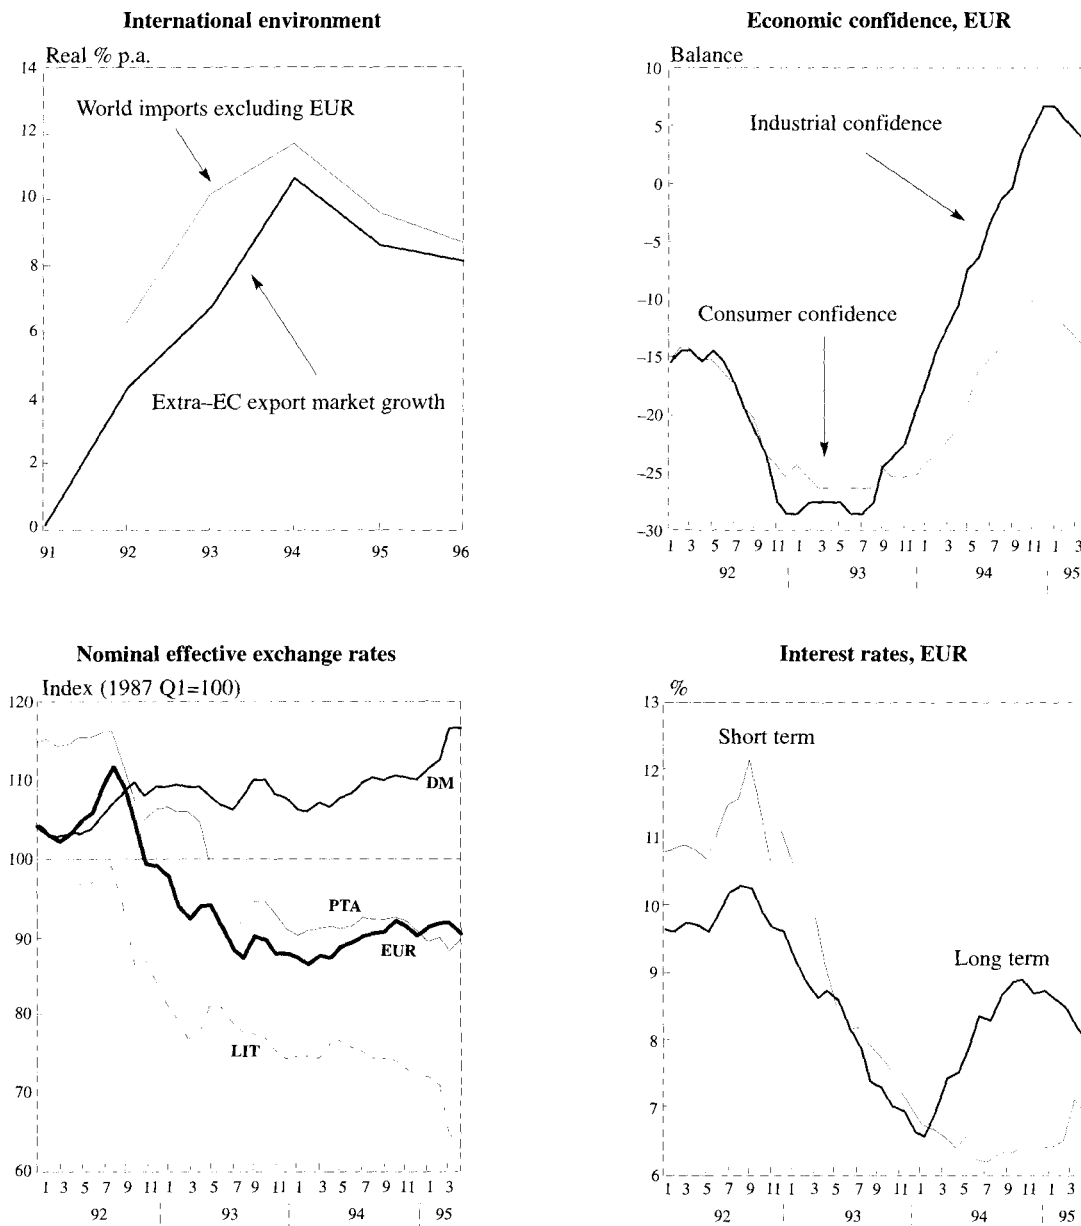 International environment
Real % p.a.
14
12
10
8
6
4
2
0
World imports excluding EUR
Extra–EC export market growth
91 92 93 94 95 96
Economic confidence, EUR
Balance
10
5
0
–5
–10
–15
–20
–25
–30
Industrial confidence
Consumer confidence
1 3 5 7 9 11 1 3 5 7 9 11 1 3 5 7 9 11 1 3
92 93 94 95
Nominal effective exchange rates
Index (1987 Q1=100)
120
110
100
90
80
70
60
DM
PTA
EUR
LIT
1 3 5 7 9 11 1 3 5 7 9 11 1 3 5 7 9 11 1 3
92 93 94 95
Interest rates, EUR
%
13
12
11
10
9
8
7
6
Short term
Long term
1 3 5 7 9 11 1 3 5 7 9 11 1 3 5 7 9 11 1 3
92 93 94 95